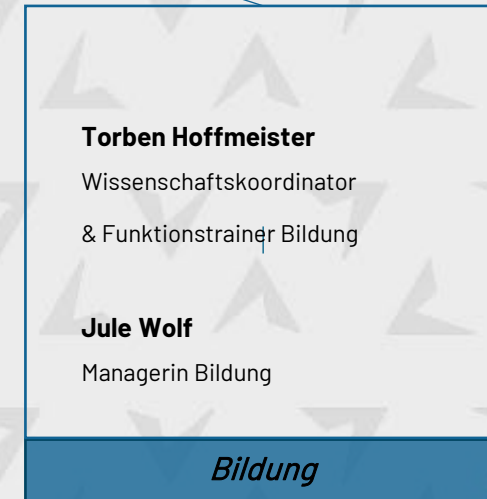 Torben Hoffmeister
Wissenschaftskoordinator
& Funktionstrainer Bildung
Jule Wolf
Managerin Bildung
Bildung